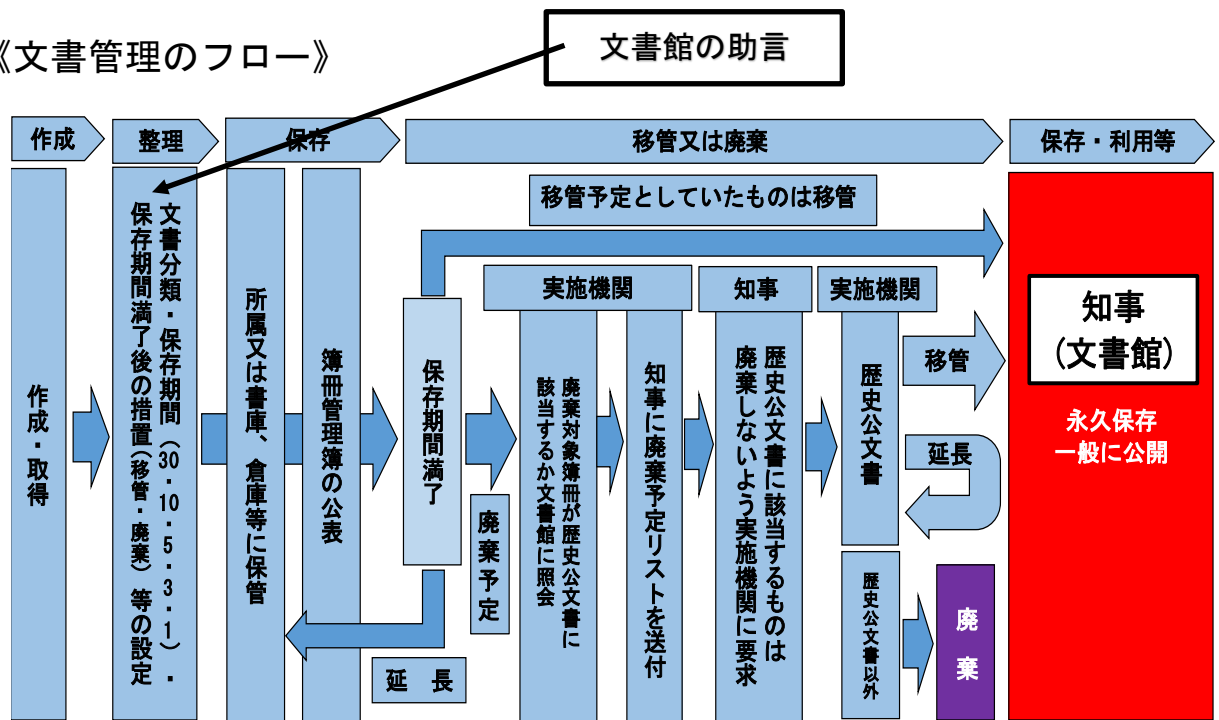 《文書管理のフロー》
文書館の助言
作成
整理
保存
移管又は廃棄
保存・利用等
作成・取得
文書分類・保存期間（30・10・5・3・1）・
保存期間満了後の措置（移管・廃棄）等の設定
所属又は書庫、倉庫等に保管
簿冊管理簿の公表
保存期間満了
移管予定としていたものは移管
廃棄予定
延　長
実施機関
廃棄対象簿冊が歴史公文書に
該当するか文書館に照会
知事に廃棄予定リストを送付
知事
歴史公文書に該当するものは
廃棄しないよう実施機関に要求
実施機関
歴史公文書
移管
延長
歴史公文書以外
廃棄
知事
(文書館)
永久保存
一般に公開